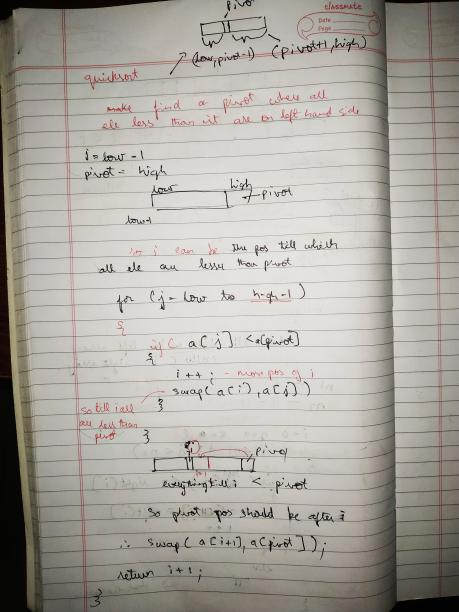 pivot
classmate
Date
Page
(low, pivot-1) (pivot+1, high)
quicksort
find a pivot where all
ele less than it are on left hand side
i = low - 1
pivot = high
low high
pivot
low-1
so i can be the pos till which
all ele are lesser than pivot
for (j = low to high-1)
{
if ( a[j] < a[pivot]
{
i++; - more pos of i
swap(a[i), a[j])
}
so till i all
are less than
pivot
}
pivot
everything till i < pivot
So pivot pos should be after i
∴ swap( a[i+1], a[pivot]);
return i+1;
}